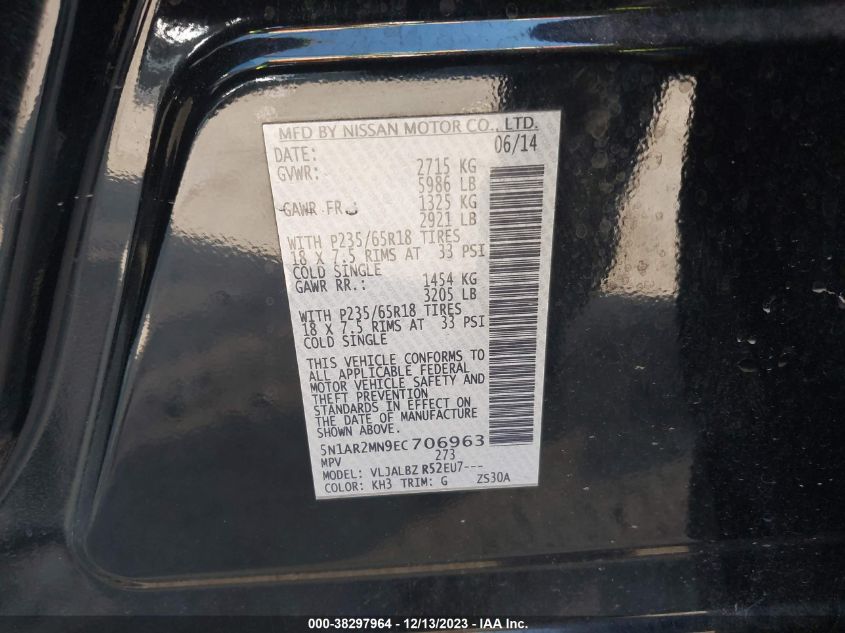 MFD BY NISSAN MOTOR CO., LTD.
DATE: 06/14
GVWR: 2715 KG
5986 LB
GAWR FR.: 1325 KG
2921 LB
WITH P235/65R18 TIRES
18 X 7.5 RIMS AT 33 PSI
COLD SINGLE
GAWR RR.: 1454 KG
3205 LB
WITH P235/65R18 TIRES
18 X 7.5 RIMS AT 33 PSI
COLD SINGLE
THIS VEHICLE CONFORMS TO
ALL APPLICABLE FEDERAL
MOTOR VEHICLE SAFETY AND
THEFT PREVENTION
STANDARDS IN EFFECT ON
THE DATE OF MANUFACTURE
5N1AR2MN9EC706963
MPV 273
MODEL: VLJALBZ R52EU7---
COLOR: KH3 TRIM: G ZS30A
000-38297964 - 12/13/2023 - IAA Inc.